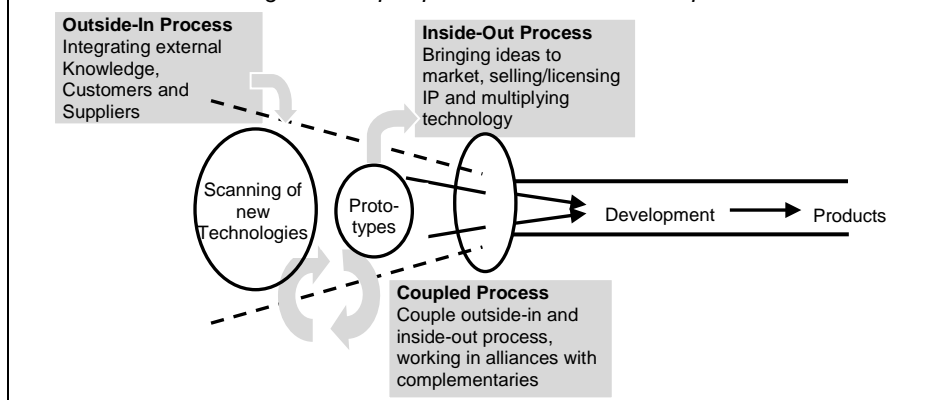 Outside-In Process
Integrating external
Knowledge,
Customers and
Suppliers
Inside-Out Process
Bringing ideas to
market, selling/licensing
IP and multiplying
technology
Scanning of
new
Technologies
Proto-
types
Development
Products
Coupled Process
Couple outside-in and
inside-out process,
working in alliances with
complementaries